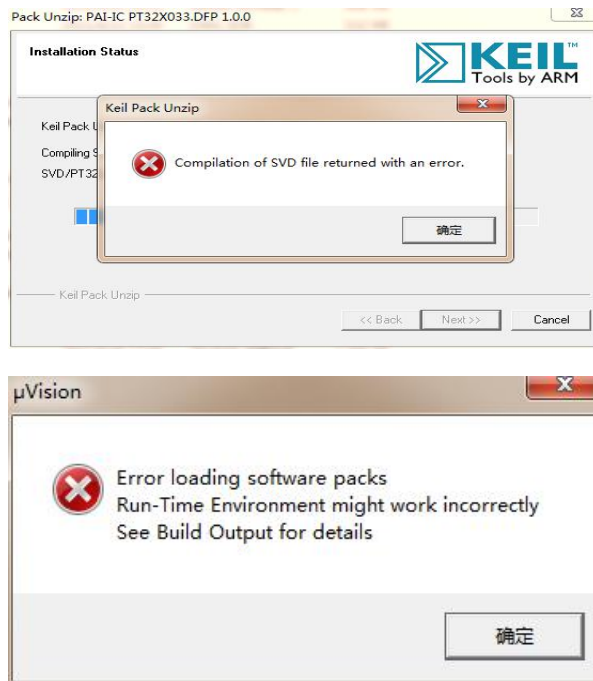 Pack Unzip: PAI-IC PT32X033.DFP 1.0.0
Installation Status
KEIL™
Tools by ARM
Keil Pack Unzip
Keil Pack
Compiling
SVD/PT32
Compilation of SVD file returned with an error.
确定
Keil Pack Unzip
<< Back
Next >>
Cancel
µVision
Error loading software packs
Run-Time Environment might work incorrectly
See Build Output for details
确定